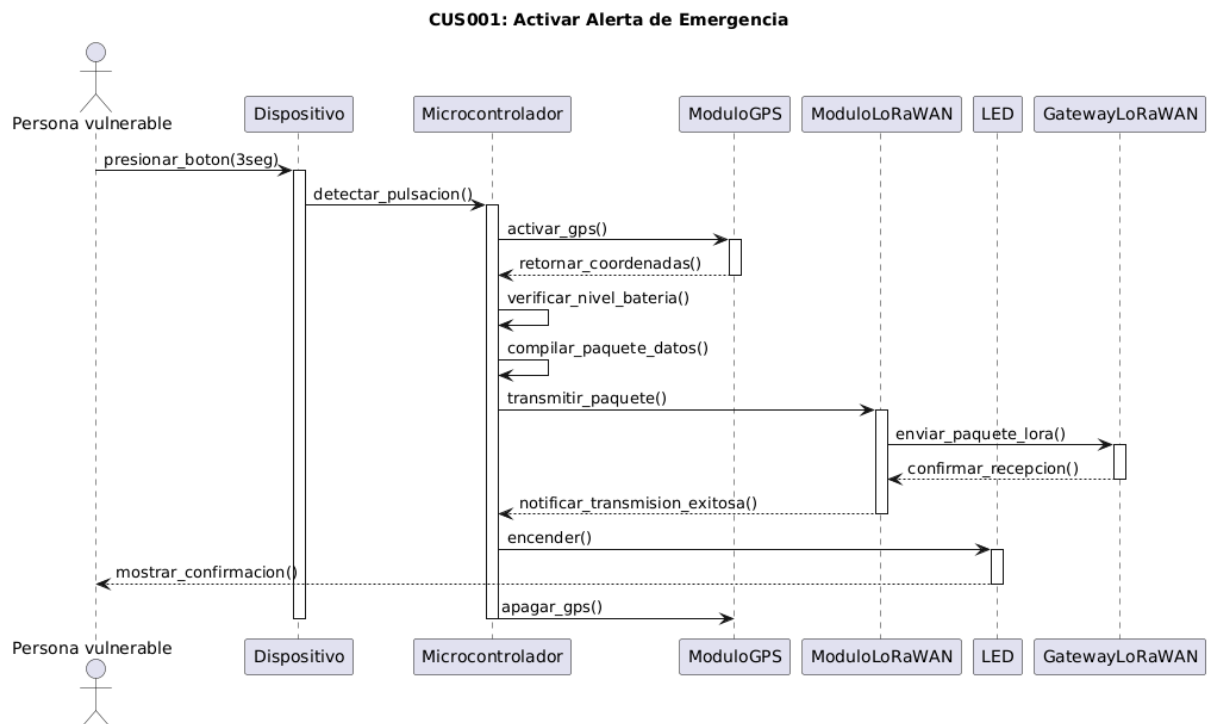 CUS001: Activar Alerta de Emergencia
Persona vulnerable
Dispositivo
Microcontrolador
ModuloGPS
ModuloLoRaWAN
LED
GatewayLoRaWAN
presionar_boton(3seg)
detectar_pulsacion()
activar_gps()
retornar_coordenadas()
verificar_nivel_bateria()
compilar_paquete_datos()
transmitir_paquete()
enviar_paquete_lora()
confirmar_recepcion()
notificar_transmision_exitosa()
encender()
mostrar_confirmacion()
apagar_gps()
Persona vulnerable
Dispositivo
Microcontrolador
ModuloGPS
ModuloLoRaWAN
LED
GatewayLoRaWAN